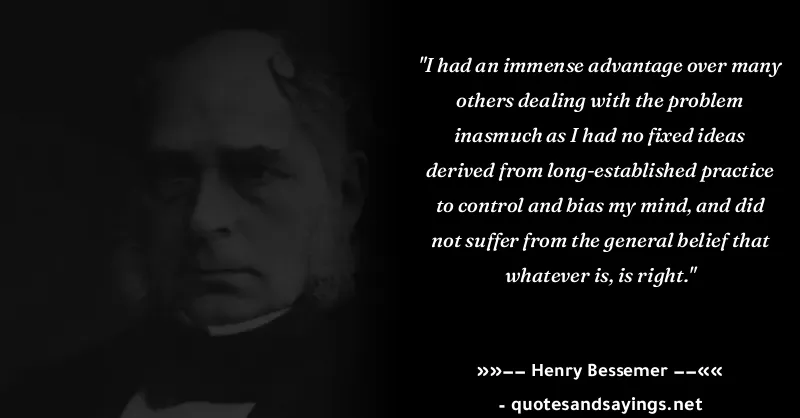 "I had an immense advantage over many
others dealing with the problem
inasmuch as I had no fixed ideas
derived from long-established practice
to control and bias my mind, and did
not suffer from the general belief that
whatever is, is right."
»»−− Henry Bessemer −−««
- quotesandsayings.net